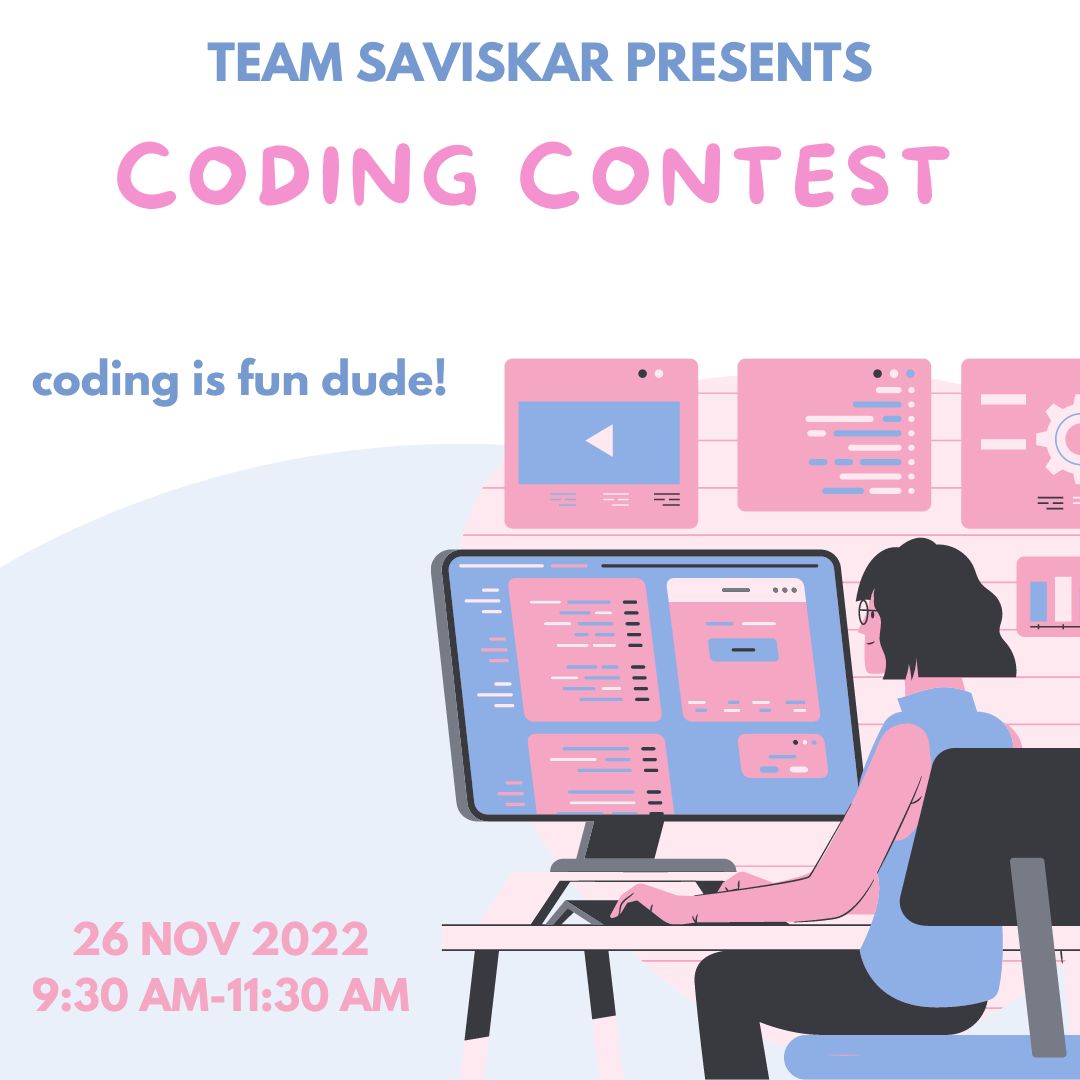 TEAM SAVISKAR PRESENTS
CODING CONTEST
coding is fun dude!
26 NOV 2022
9:30 AM-11:30 AM